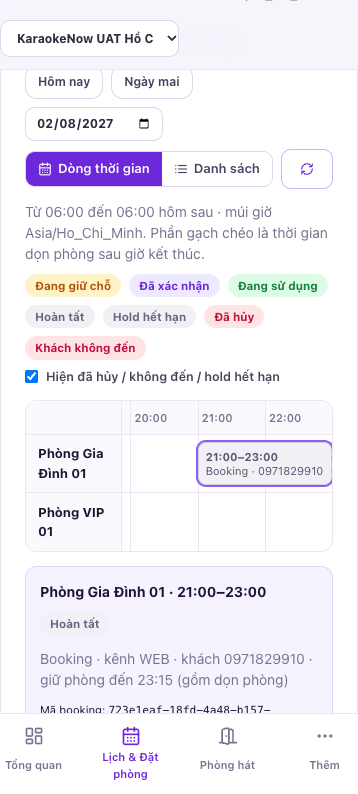 KaraokeNow UAT Hồ C
Hôm nay
Ngày mai
02/08/2027
Dòng thời gian
Danh sách
Từ 06:00 đến 06:00 hôm sau · múi giờ
Asia/Ho_Chi_Minh. Phần gạch chéo là thời gian
dọn phòng sau giờ kết thúc.
Đang giữ chỗ
Đã xác nhận
Đang sử dụng
Hoàn tất
Hold hết hạn
Đã hủy
Khách không đến
Hiện đã hủy / không đến / hold hết hạn
20:00
21:00
22:00
Phòng Gia
Đình 01
21:00–23:00
Booking · 0971829910
Phòng VIP
01
Phòng Gia Đình 01 · 21:00–23:00
Hoàn tất
Booking · kênh WEB · khách 0971829910 ·
giữ phòng đến 23:15 (gồm dọn phòng)
Mã booking: 723e1eaf-18fd-4a48-b157-
Tổng quan
Lịch & Đặt
phòng
Phòng hát
Thêm